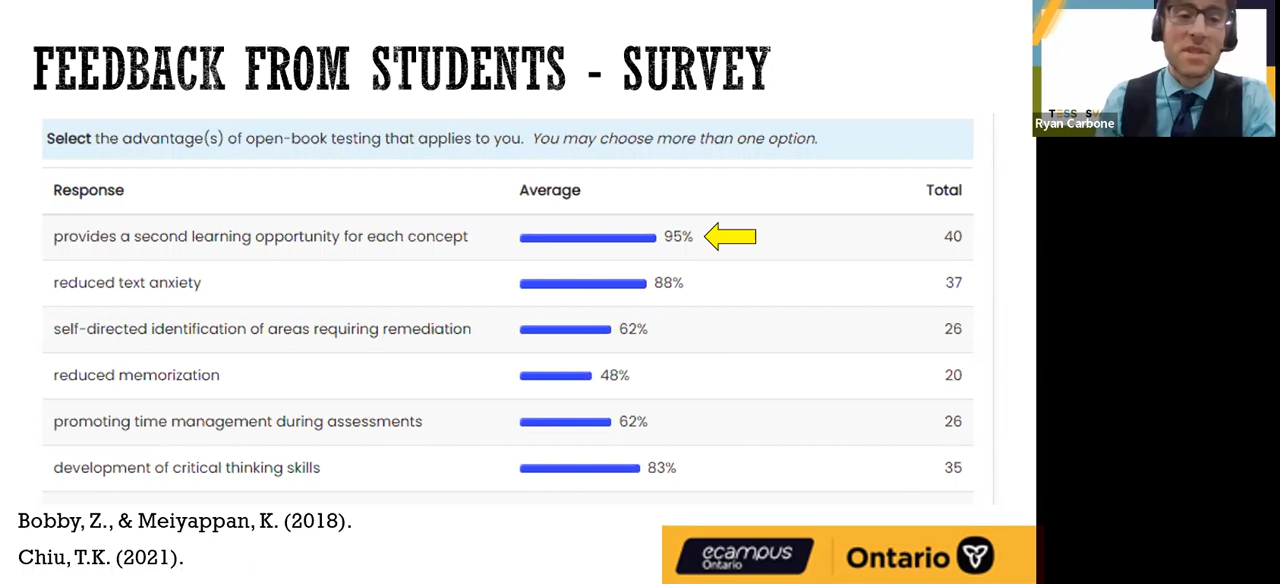 FEEDBACK FROM STUDENTS - SURVEY
Ryan Carbone
Select the advantage(s) of open-book testing that applies to you. You may choose more than one option.
Response Average Total
provides a second learning opportunity for each concept 95% 40
reduced text anxiety 88% 37
self-directed identification of areas requiring remediation 62% 26
reduced memorization 48% 20
promoting time management during assessments 62% 26
development of critical thinking skills 83% 35
Bobby, Z., & Meiyappan, K. (2018).
Chiu, T.K. (2021).
ecampus
Ontario
Ontario